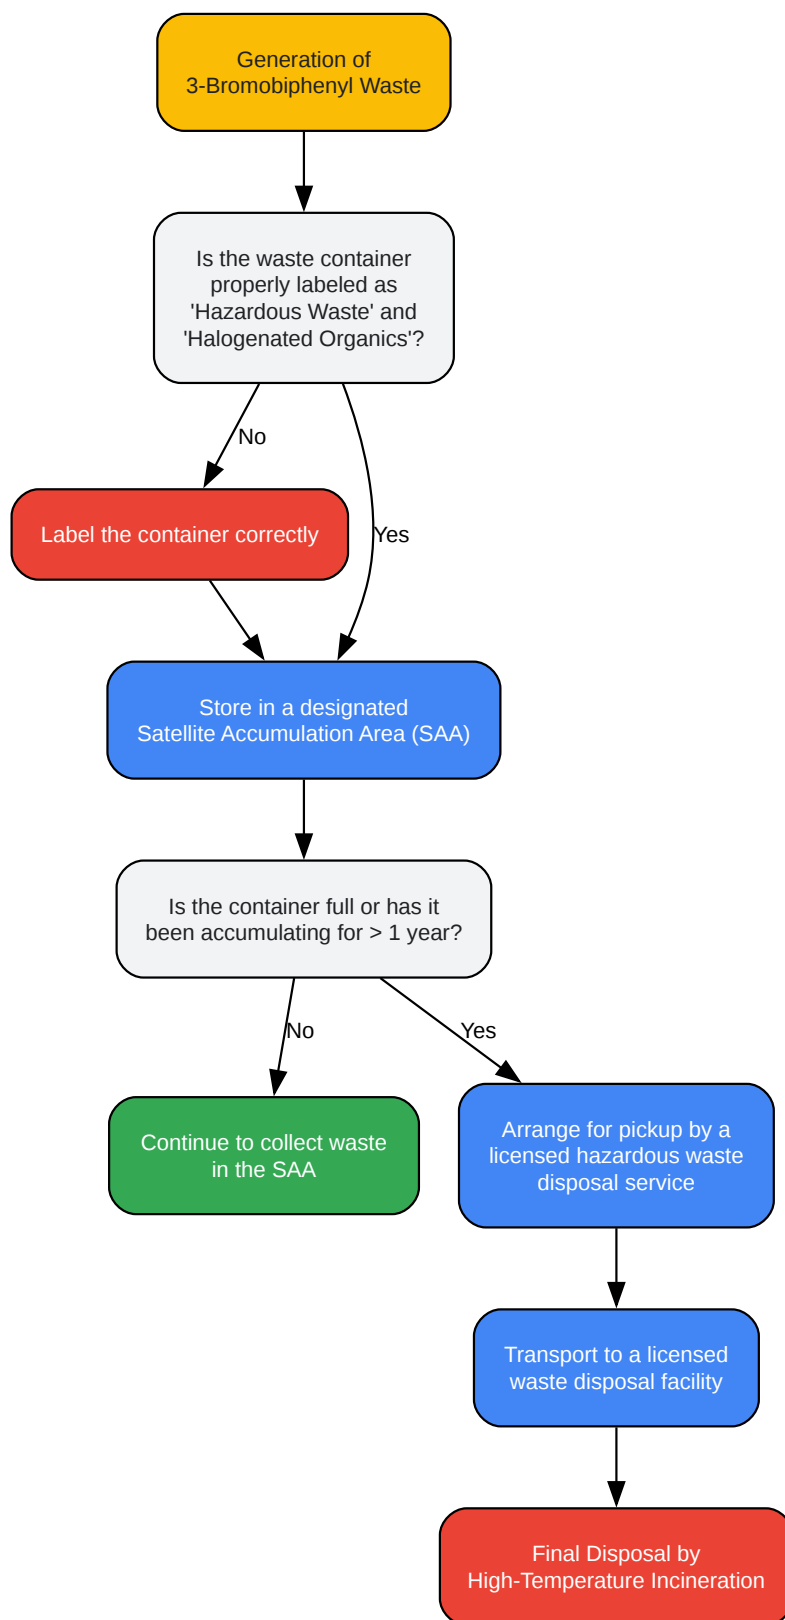 Generation of
3-Bromobiphenyl Waste
Is the waste container
properly labeled as
'Hazardous Waste' and
'Halogenated Organics'?
No
Yes
Label the container correctly
Store in a designated
Satellite Accumulation Area (SAA)
Is the container full or has it
been accumulating for > 1 year?
No
Yes
Continue to collect waste
in the SAA
Arrange for pickup by a
licensed hazardous waste
disposal service
Transport to a licensed
waste disposal facility
Final Disposal by
High-Temperature Incineration